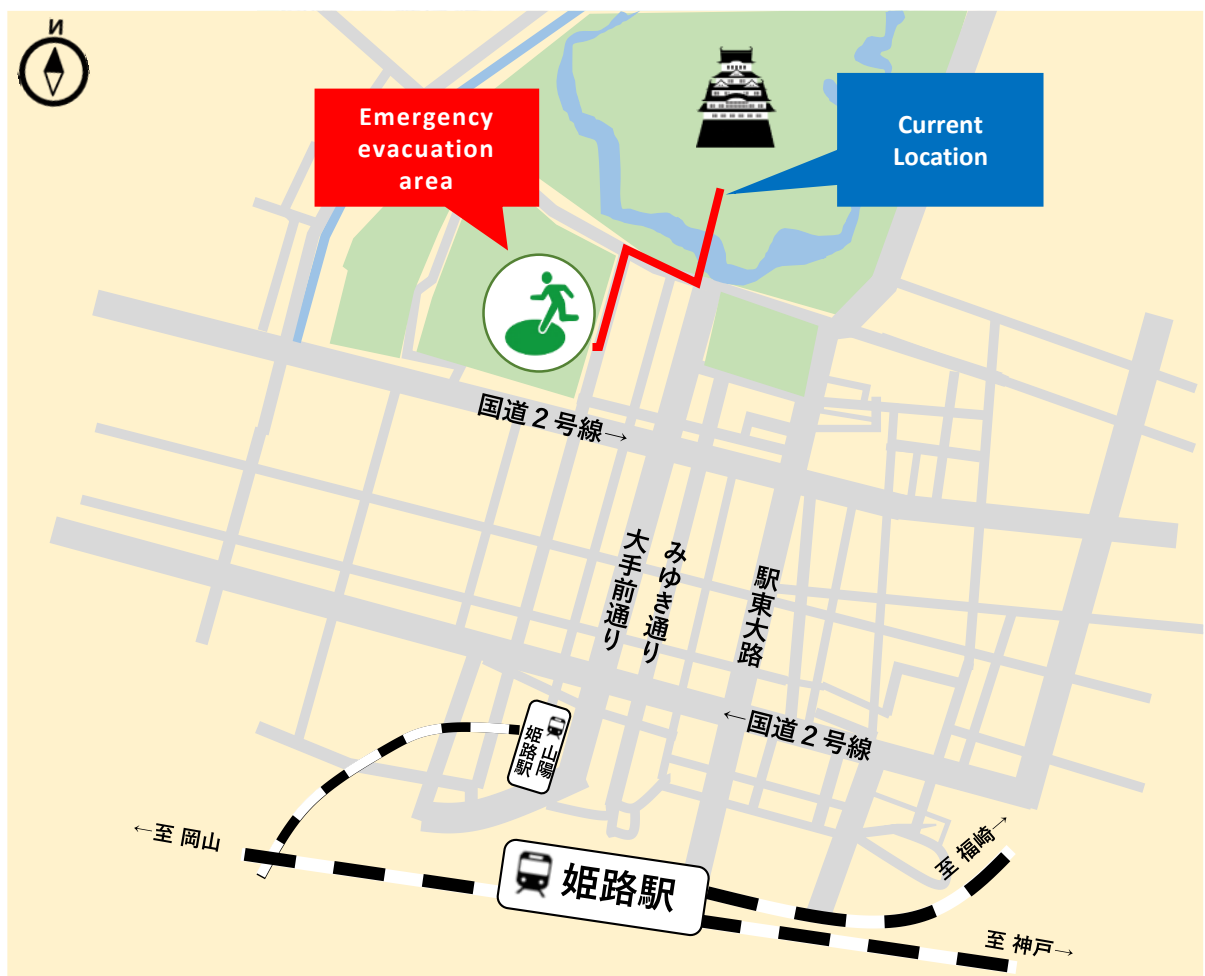 N
Emergency
evacuation
area
Current
Location
国道２号線→
大手前通り
みゆき通り
駅東大路
←国道２号線
山陽
姫路駅
←至 岡山
姫路駅
至 福崎→
至 神戸→